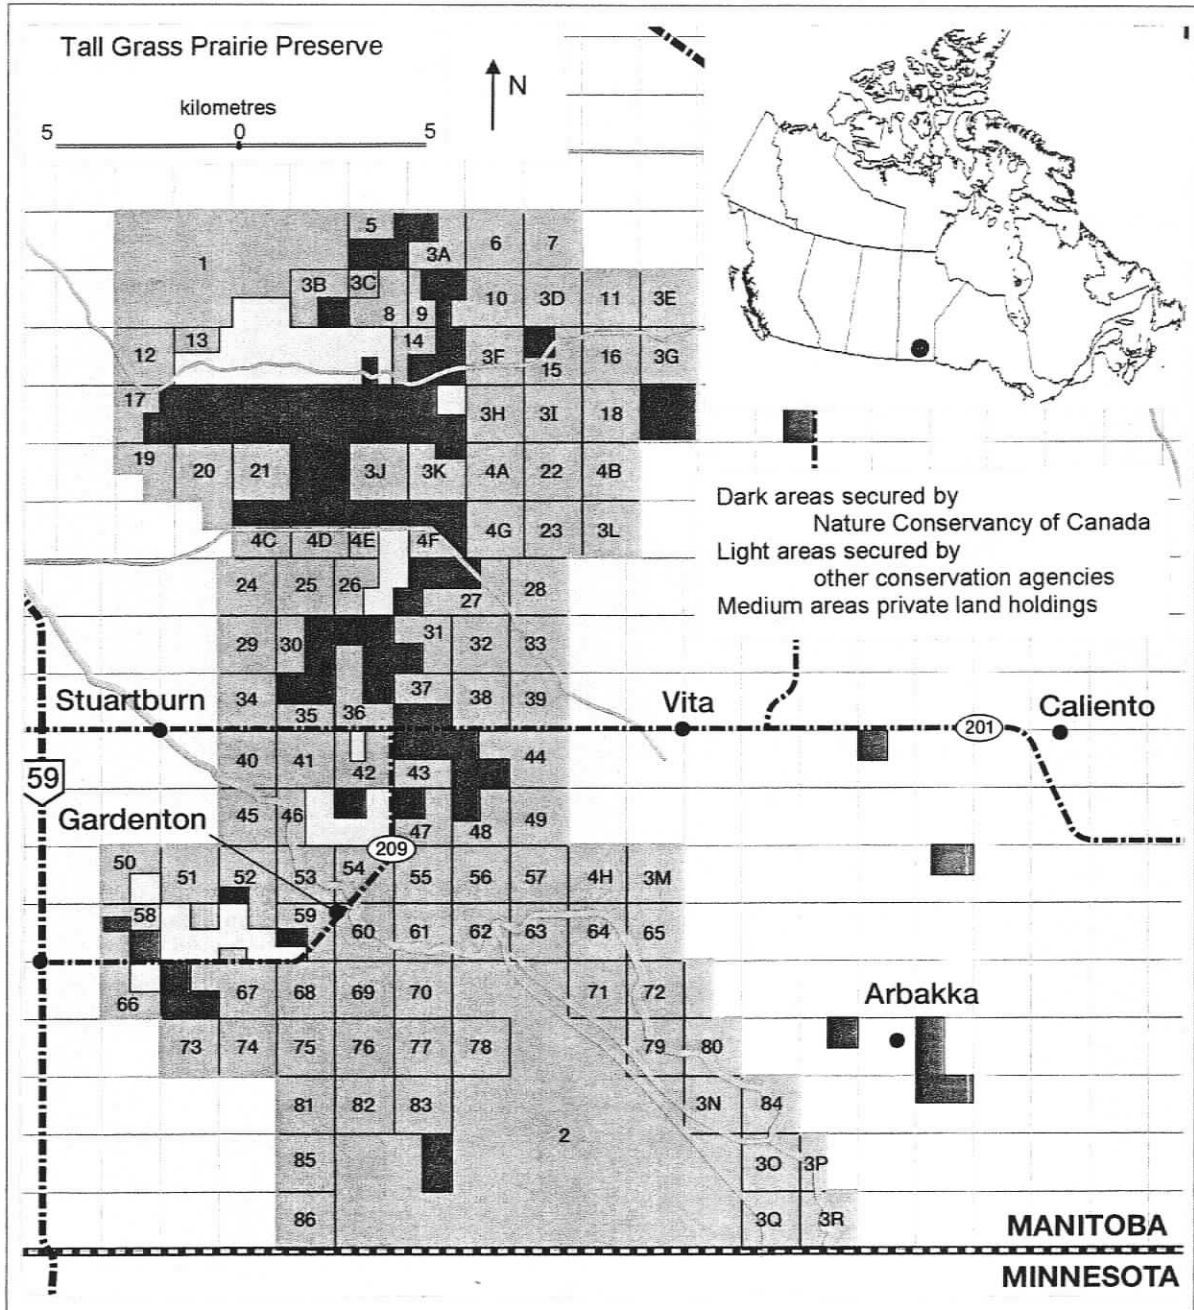 Tall Grass Prairie Preserve
kilometres
5 0 5
N
5
3A 6 7
1
3B 3C 8 9 10 3D 11 3E
12 13 14 3F 15 16 3G
17 3H 3I 18
19 20 21 3J 3K 4A 22 4B
4C 4D 4E 4F 4G 23 3L
24 25 26 27 28
29 30 31 32 33
34 35 36 37 38 39
40 41 42 43 44
45 46 47 48 49
50 51 52 53 54 55 56 57 4H 3M
58 59 60 61 62 63 64 65
66 67 68 69 70 71 72
73 74 75 76 77 78 79 80
81 82 83 3N 84
85 2 3O 3P
86 3Q 3R
Dark areas secured by
Nature Conservancy of Canada
Light areas secured by
other conservation agencies
Medium areas private land holdings
Stuartburn
Vita
201
Caliento
59
Gardenton
209
Arbakka
MANITOBA
MINNESOTA